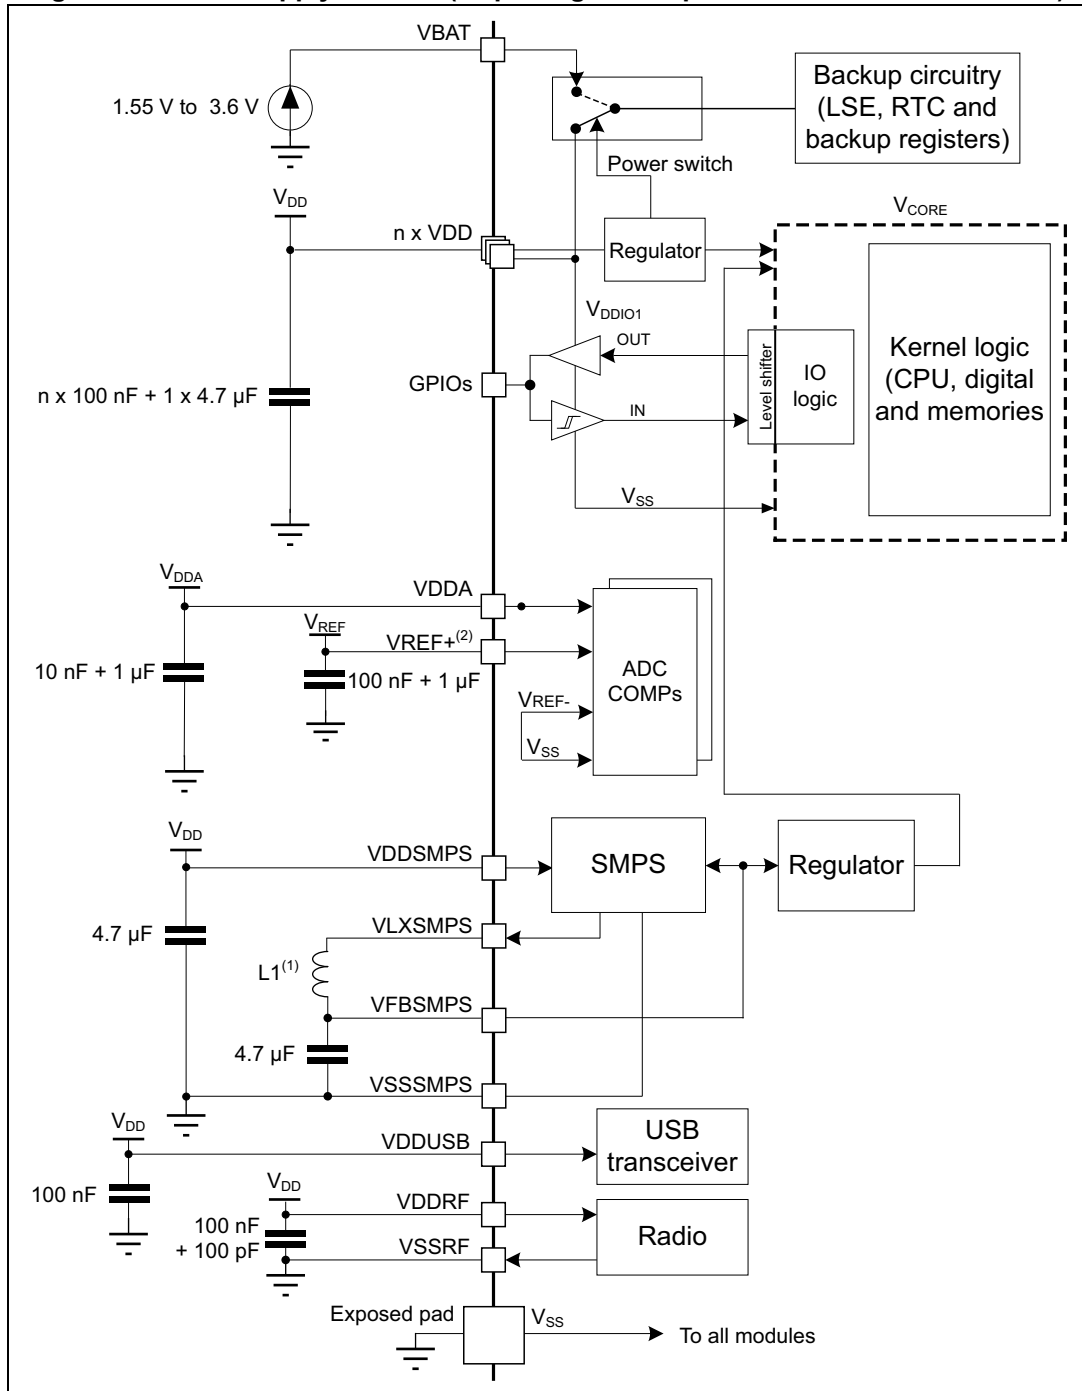 VBAT
1.55 V to 3.6 V
Backup circuitry
(LSE, RTC and
backup registers)
Power switch
VDD
n x VDD
Regulator
VCORE
VDDIO1
OUT
GPIOs
n x 100 nF + 1 x 4.7 μF
Level shifter
IO
logic
Kernel logic
(CPU, digital
and memories
IN
VSS
VDDA
VDDA
VREF
VREF+(2)
10 nF + 1 μF
100 nF + 1 μF
ADC
COMPs
VREF-
VSS
VDD
VDDSMPS
SMPS
Regulator
4.7 μF
VLXSMPS
L1(1)
VFBSMPS
4.7 μF
VSSSMPS
VDD
VDDUSB
USB
transceiver
100 nF
VDD
VDDRF
100 nF
+ 100 pF
VSSRF
Radio
Exposed pad
VSS
To all modules